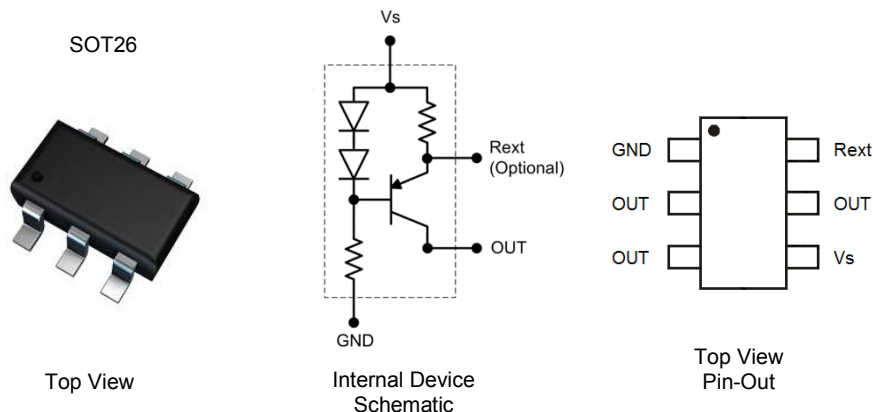 SOT26
Top View
Vs
Rext
(Optional)
OUT
GND
Internal Device
Schematic
GND
Rext
OUT
OUT
OUT
Vs
Top View
Pin-Out